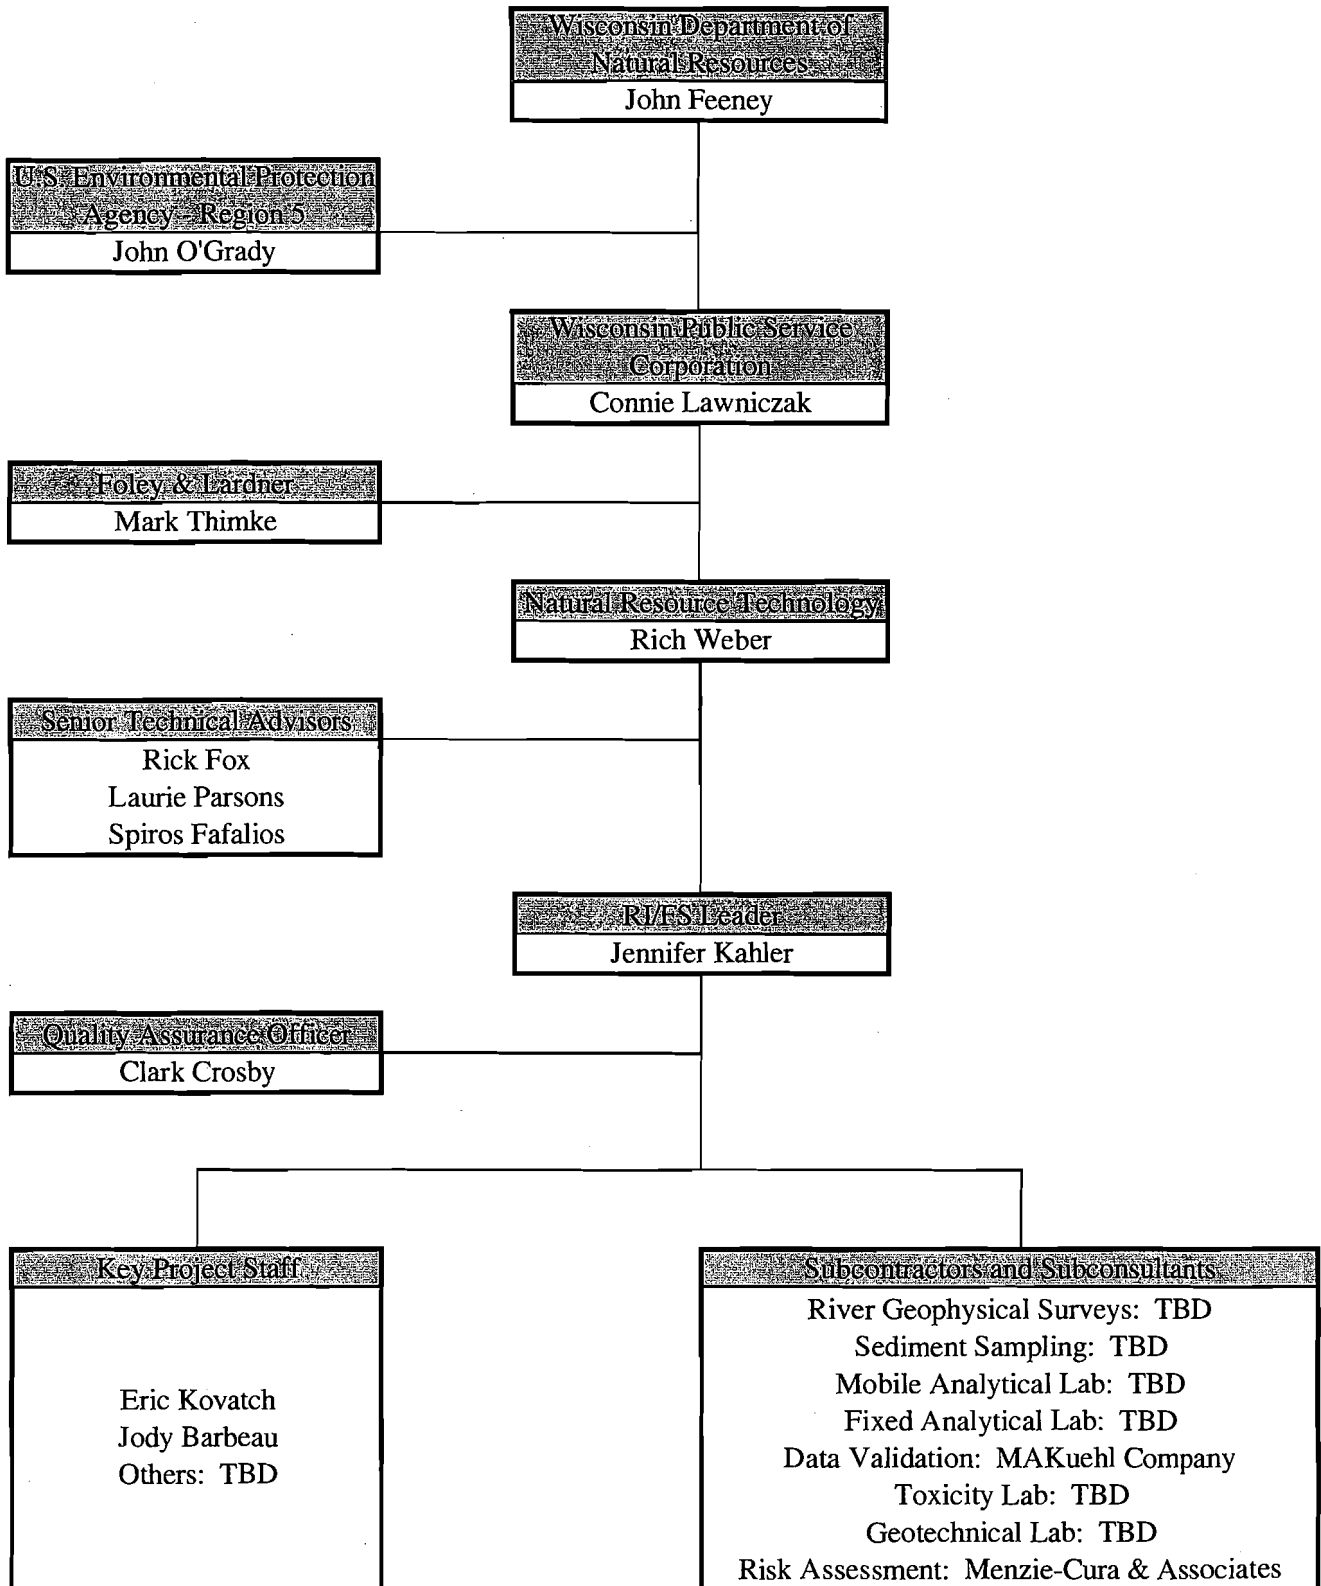 Wisconsin Department of
Natural Resources
John Feeney
U.S. Environmental Protection
Agency - Region 5
John O'Grady
Wisconsin Public Service
Corporation
Connie Lawniczak
Foley & Lardner
Mark Thimke
Natural Resource Technology
Rich Weber
Senior Technical Advisors
Rick Fox
Laurie Parsons
Spiros Fafalios
RI/FS Leader
Jennifer Kahler
Quality Assurance Officer
Clark Crosby
Key Project Staff
Eric Kovatch
Jody Barbeau
Others: TBD
Subcontractors and Subconsultants
River Geophysical Surveys: TBD
Sediment Sampling: TBD
Mobile Analytical Lab: TBD
Fixed Analytical Lab: TBD
Data Validation: MAKuehl Company
Toxicity Lab: TBD
Geotechnical Lab: TBD
Risk Assessment: Menzie-Cura & Associates